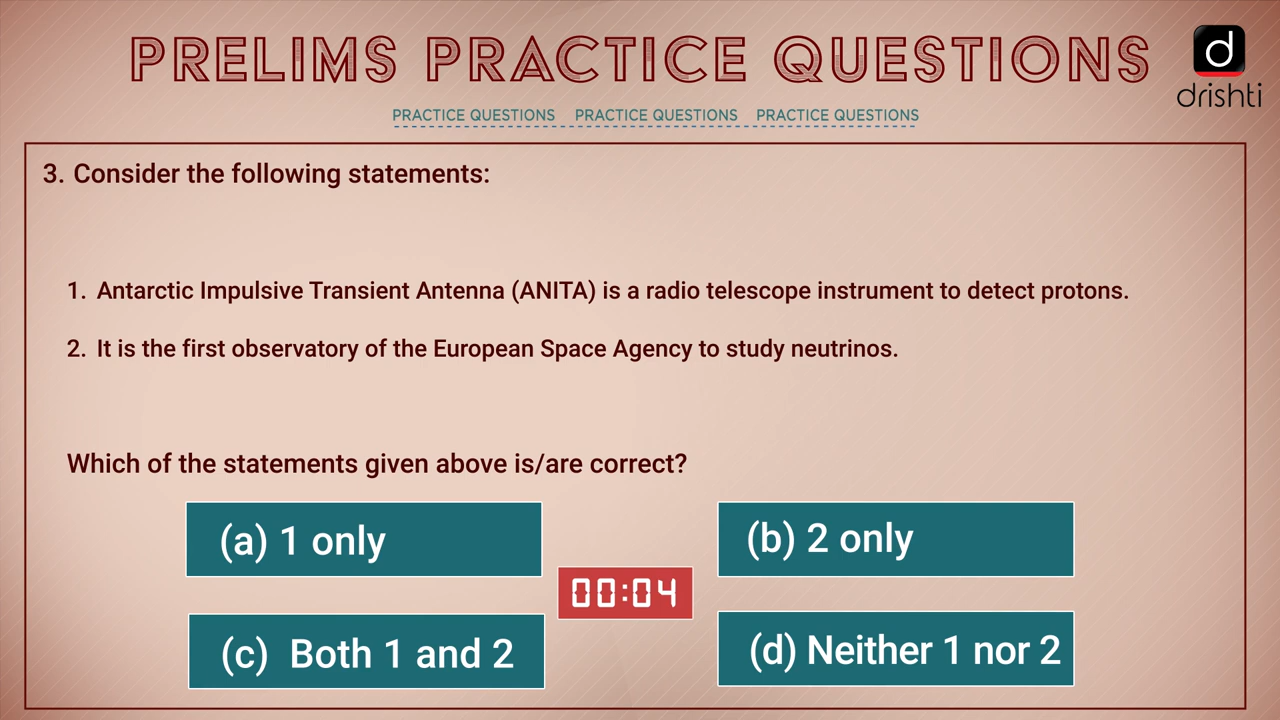 PRELIMS PRACTICE QUESTIONS
d
drishti
PRACTICE QUESTIONS PRACTICE QUESTIONS PRACTICE QUESTIONS
3. Consider the following statements:
1. Antarctic Impulsive Transient Antenna (ANITA) is a radio telescope instrument to detect protons.
2. It is the first observatory of the European Space Agency to study neutrinos.
Which of the statements given above is/are correct?
(a) 1 only
(b) 2 only
00:04
(c) Both 1 and 2
(d) Neither 1 nor 2